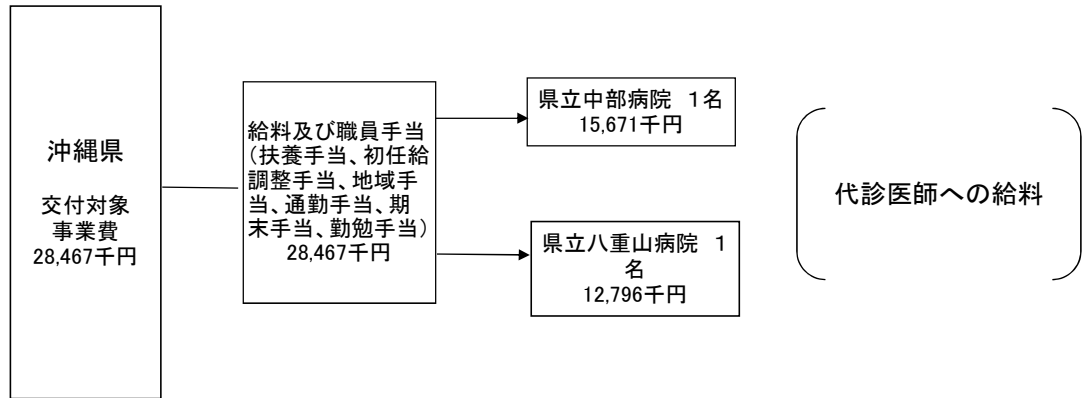 沖縄県
交付対象
事業費
28,467千円
給料及び職員手当
（扶養手当、初任給
調整手当、地域手
当、通勤手当、期
末手当、勤勉手当）
28,467千円
県立中部病院　1名
15,671千円
県立八重山病院　1
名
12,796千円
代診医師への給料